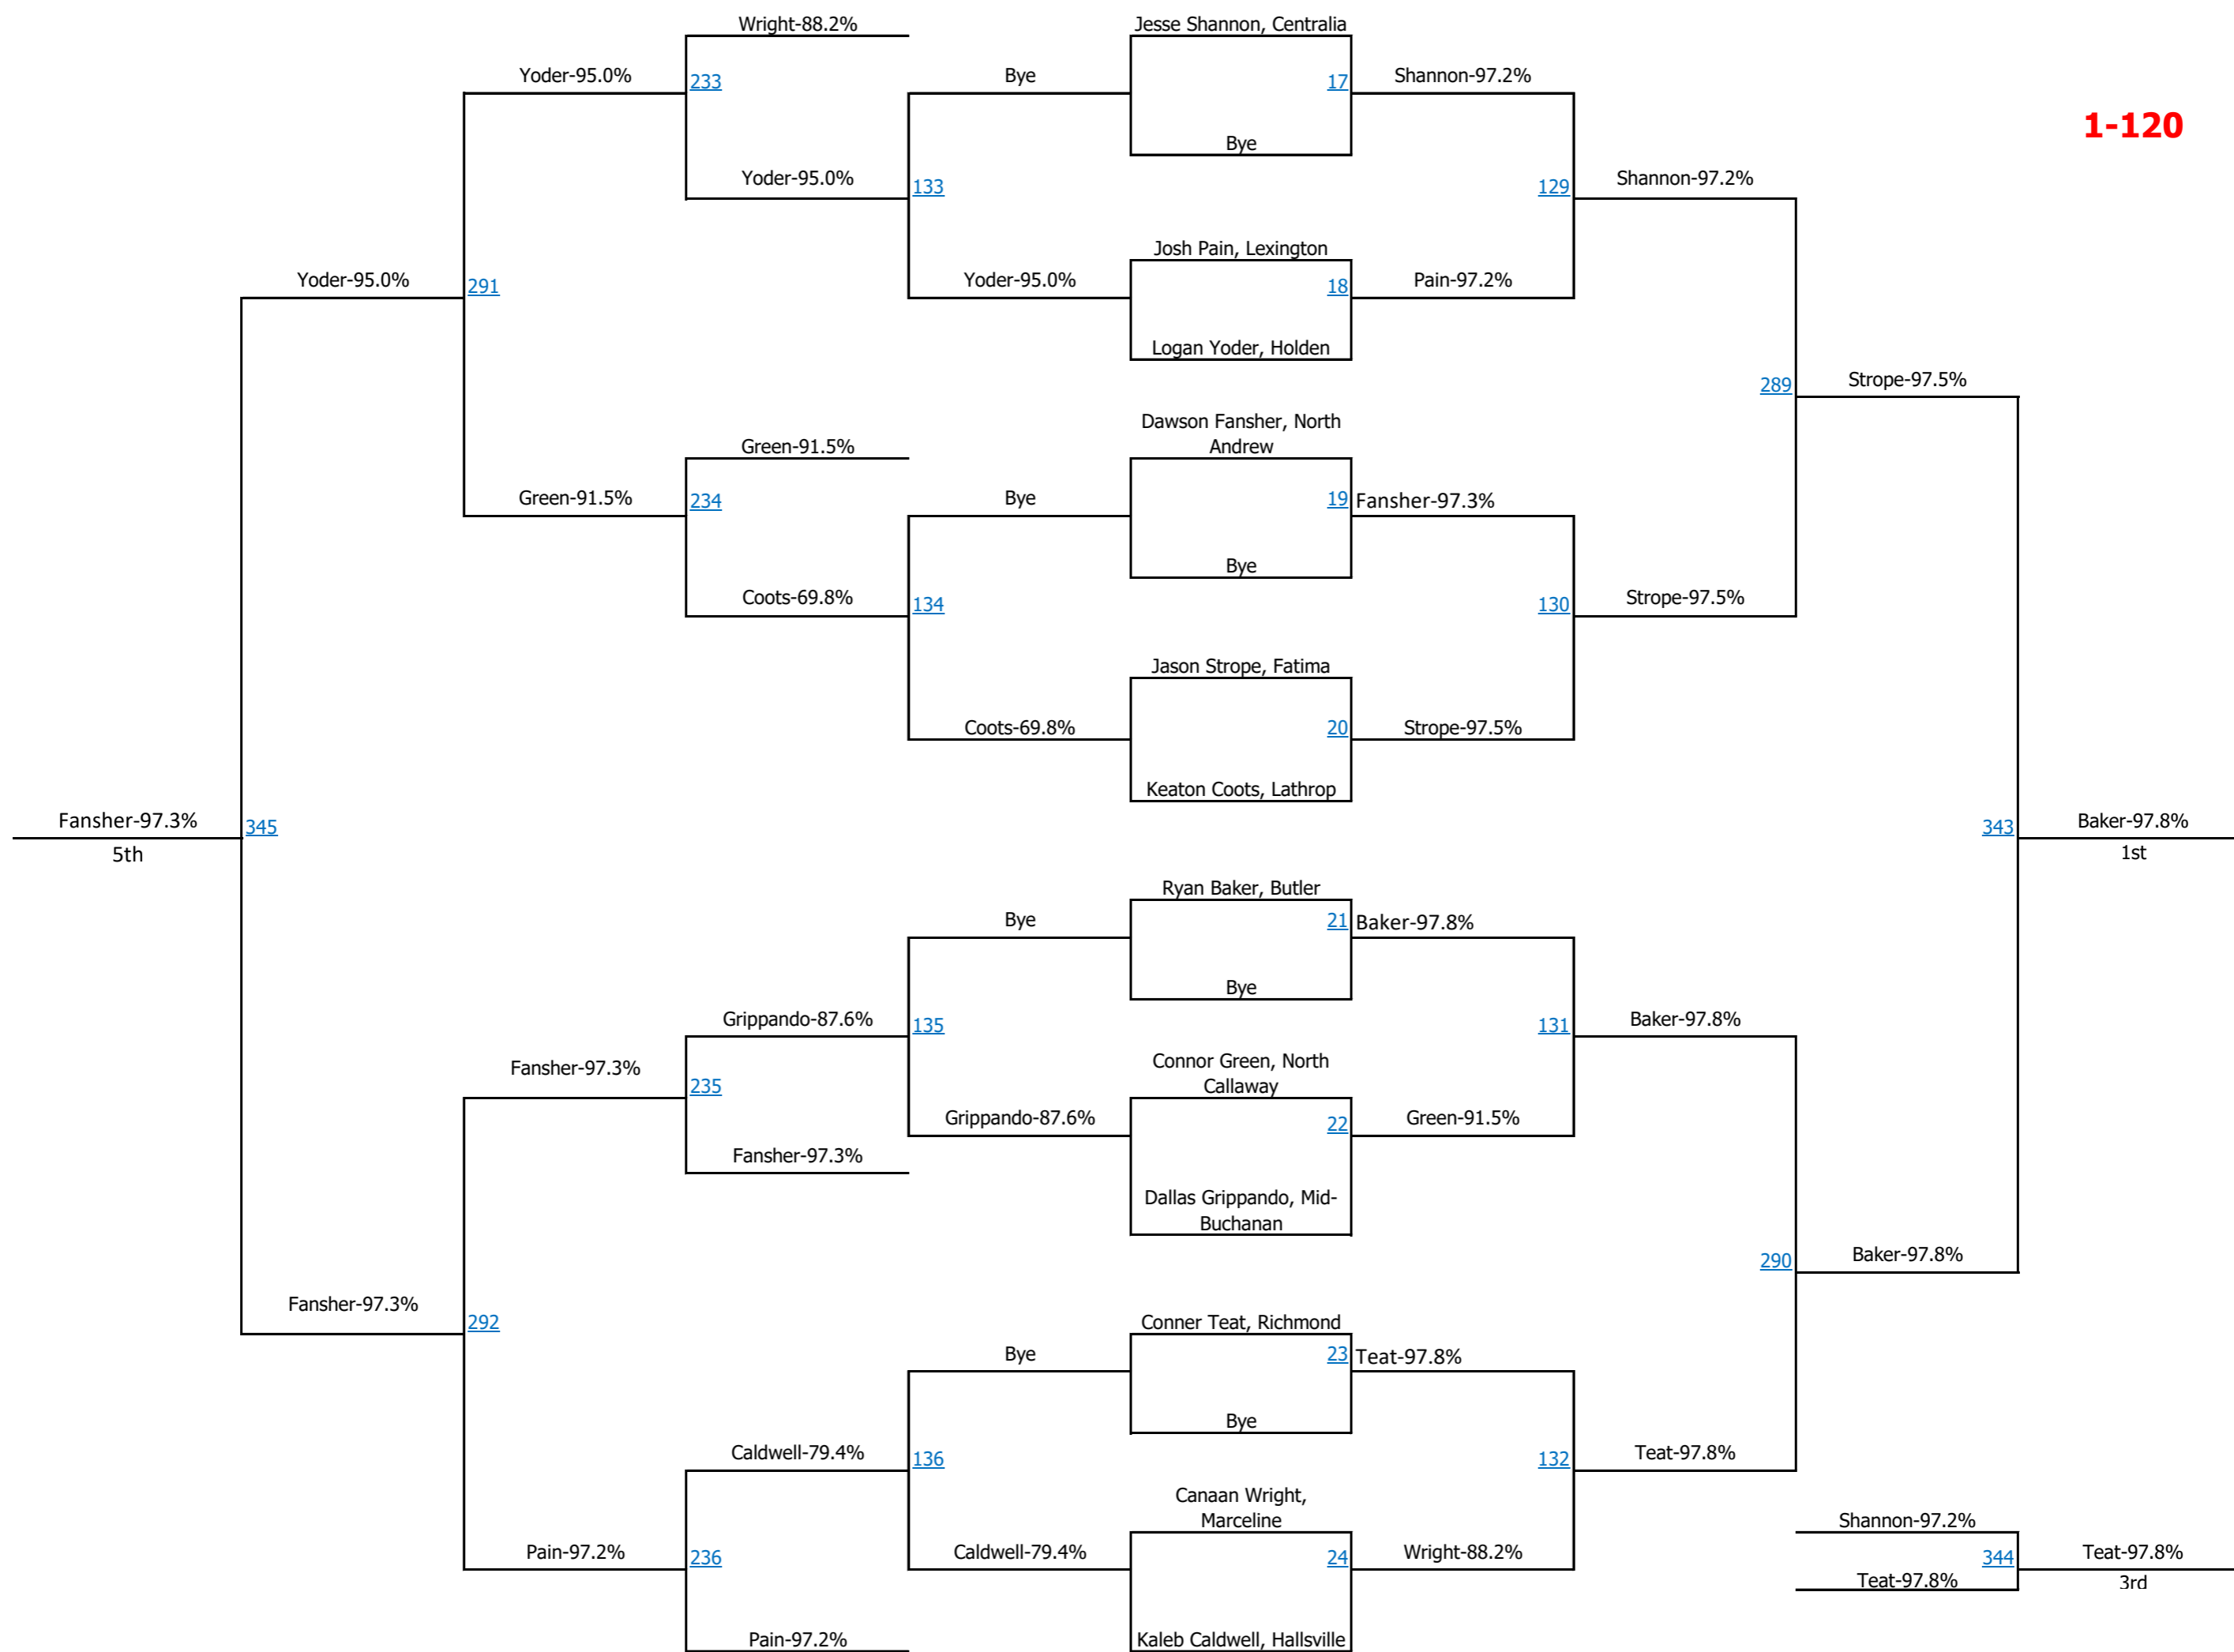 Wright-88.2%
Jesse Shannon, Centralia
Yoder-95.0%
233
Bye
17
Shannon-97.2%
1-120
Bye
Yoder-95.0%
133
129
Shannon-97.2%
Josh Pain, Lexington
Yoder-95.0%
291
Yoder-95.0%
18
Pain-97.2%
Logan Yoder, Holden
289
Strope-97.5%
Dawson Fansher, North
Andrew
Green-91.5%
Green-91.5%
234
Bye
19
Fansher-97.3%
Bye
Coots-69.8%
134
130
Strope-97.5%
Jason Strope, Fatima
Coots-69.8%
20
Strope-97.5%
Keaton Coots, Lathrop
Fansher-97.3%
345
5th
343
Baker-97.8%
1st
Ryan Baker, Butler
Bye
21
Baker-97.8%
Bye
Grippando-87.6%
135
131
Baker-97.8%
Fansher-97.3%
235
Connor Green, North
Callaway
Grippando-87.6%
22
Green-91.5%
Fansher-97.3%
Dallas Grippando, Mid-
Buchanan
290
Baker-97.8%
Fansher-97.3%
292
Conner Teat, Richmond
Bye
23
Teat-97.8%
Bye
Caldwell-79.4%
136
132
Teat-97.8%
Canaan Wright,
Marceline
Shannon-97.2%
Pain-97.2%
236
Caldwell-79.4%
24
Wright-88.2%
344
Teat-97.8%
Teat-97.8%
3rd
Pain-97.2%
Kaleb Caldwell, Hallsville